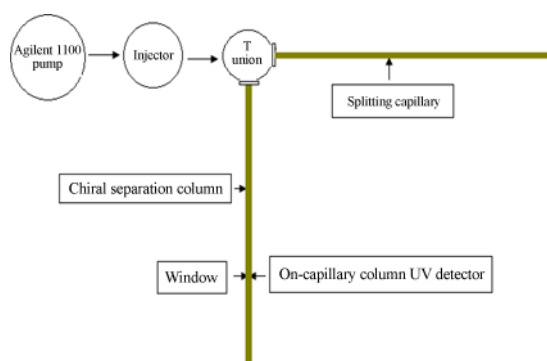 Agilent 1100
pump
Injector
T
union
Splitting capillary
Chiral separation column
Window
On-capillary column UV detector